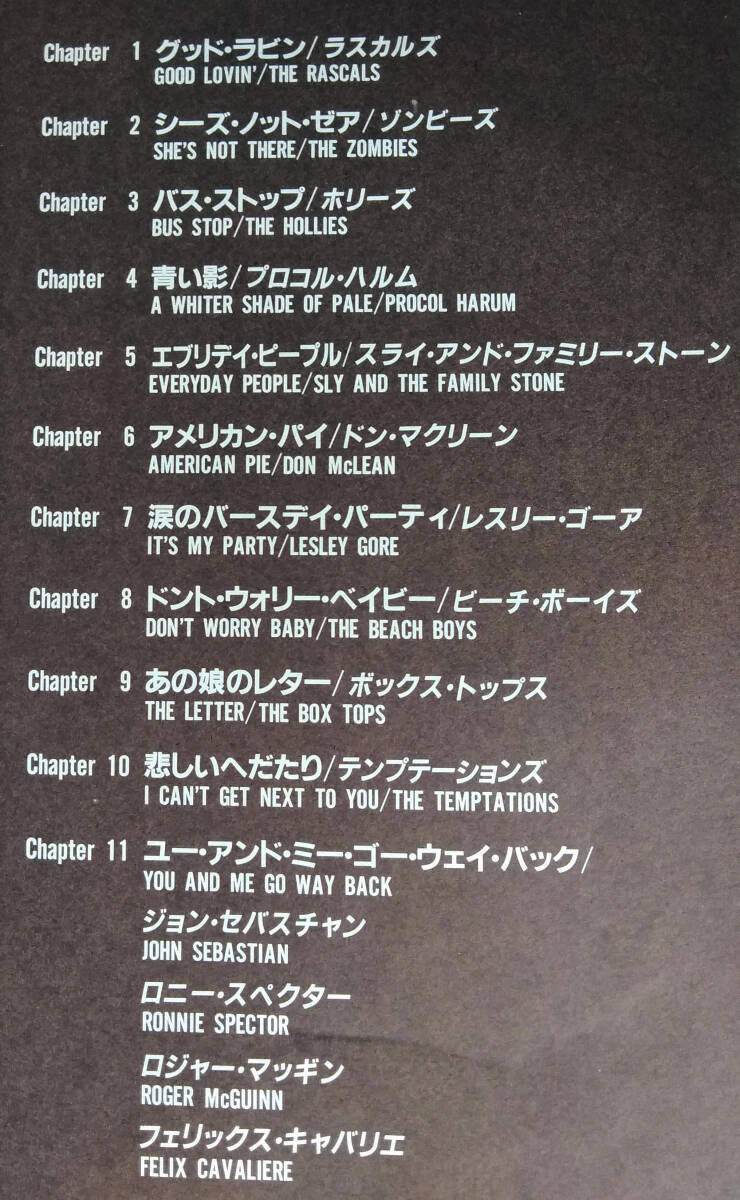 Chapter 1 グッド・ラビン/ラスカルズ
GOOD LOVIN'/THE RASCALS
Chapter 2 シーズ・ノット・ゼア/ゾンビーズ
SHE'S NOT THERE/THE ZOMBIES
Chapter 3 バス・ストップ/ホリーズ
BUS STOP/THE HOLLIES
Chapter 4 青い影/プロコル・ハルム
A WHITER SHADE OF PALE/PROCOL HARUM
Chapter 5 エブリデイ・ピープル/スライ・アンド・ファミリー・ストーン
EVERYDAY PEOPLE/SLY AND THE FAMILY STONE
Chapter 6 アメリカン・パイ/ドン・マクリーン
AMERICAN PIE/DON McLEAN
Chapter 7 涙のバースデイ・パーティ/レスリー・ゴーア
IT'S MY PARTY/LESLEY GORE
Chapter 8 ドント・ウォリー・ベイビー/ビーチ・ボーイズ
DON'T WORRY BABY/THE BEACH BOYS
Chapter 9 あの娘のレター/ボックス・トップス
THE LETTER/THE BOX TOPS
Chapter 10 悲しいへだたり/テンプテーションズ
I CAN'T GET NEXT TO YOU/THE TEMPTATIONS
Chapter 11 ユー・アンド・ミー・ゴー・ウェイ・バック/
YOU AND ME GO WAY BACK
ジョン・セバスチャン
JOHN SEBASTIAN
ロニー・スペクター
RONNIE SPECTOR
ロジャー・マッギン
ROGER McGUINN
フェリックス・キャバリエ
FELIX CAVALIERE